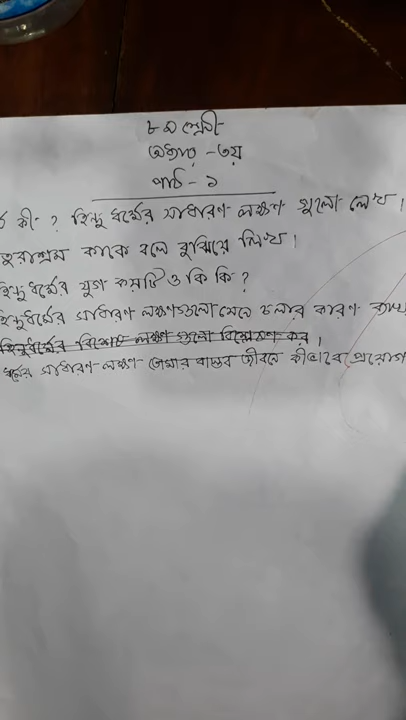 ৮ম শ্রেণী
অধ্যায় - ৩য়
পাঠ - ১
কী ? হিন্দু ধর্মের সাধারণ লক্ষণ গুলো লেখ।
তুরাশ্রম কাকে বলে বুঝিয়ে লিখ।
হিন্দু ধর্মের যুগ কয়টি ও কি কি ?
হিন্দুধর্মের সাধারণ লক্ষণগুলো মেনে চলার কারণ
হিন্দুধর্মের বিশেষ লক্ষণ গুলো বিশ্লেষণ কর।
ধর্মের সাধারণ লক্ষণ তোমার বাস্তব জীবনে কীভাবে প্রয়োগ